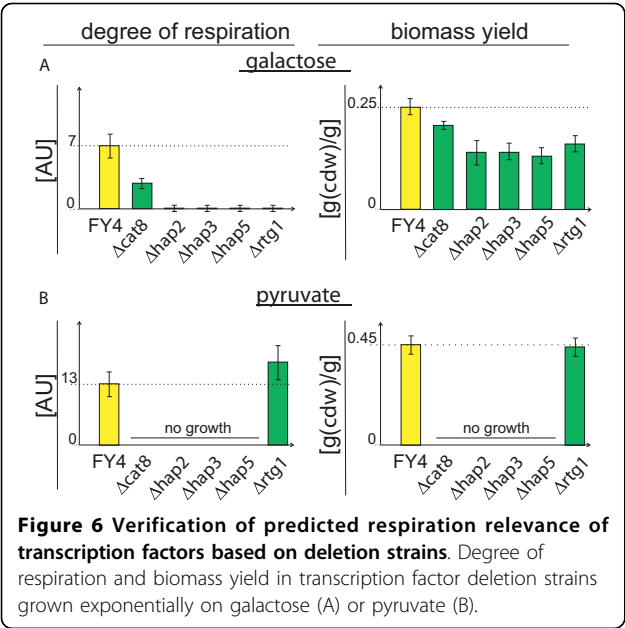 degree of respiration biomass yield
A galactose
[AU] 7 0
FY4 Δcat8 Δhap2 Δhap3 Δhap5 Δrtg1
[g(cdw)/g] 0.25 0
FY4 Δcat8 Δhap2 Δhap3 Δhap5 Δrtg1
B pyruvate
[AU] 13 0
no growth
FY4 Δcat8 Δhap2 Δhap3 Δhap5 Δrtg1
[g(cdw)/g] 0.45 0
no growth
FY4 Δcat8 Δhap2 Δhap3 Δhap5 Δrtg1
Figure 6 Verification of predicted respiration relevance of
transcription factors based on deletion strains. Degree of
respiration and biomass yield in transcription factor deletion strains
grown exponentially on galactose (A) or pyruvate (B).